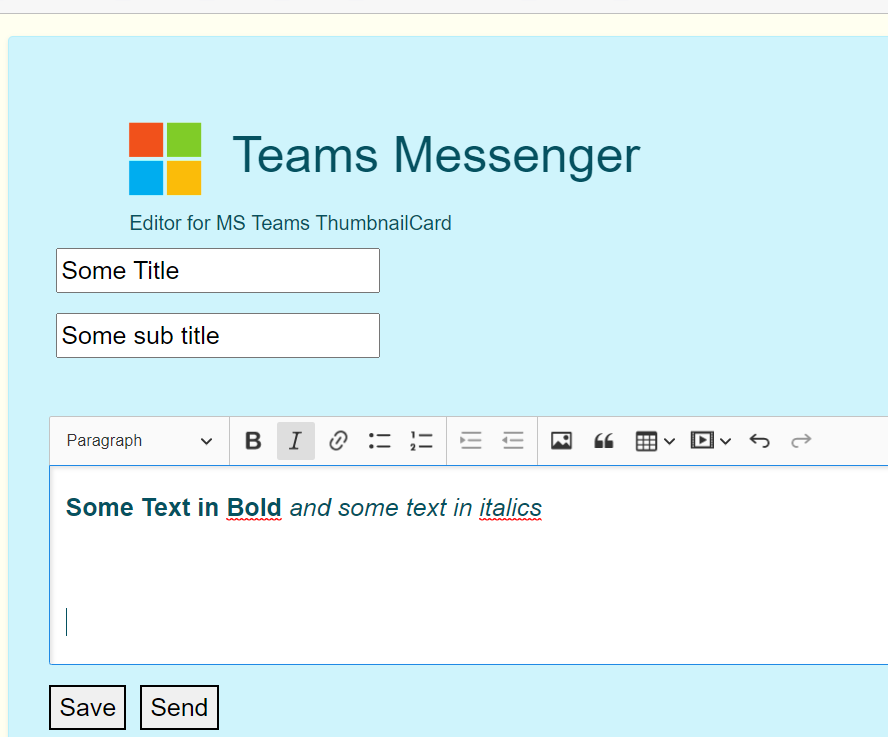 Teams Messenger
Editor for MS Teams ThumbnailCard
Some Title
Some sub title
Paragraph B I
Some Text in Bold and some text in italics
Save Send